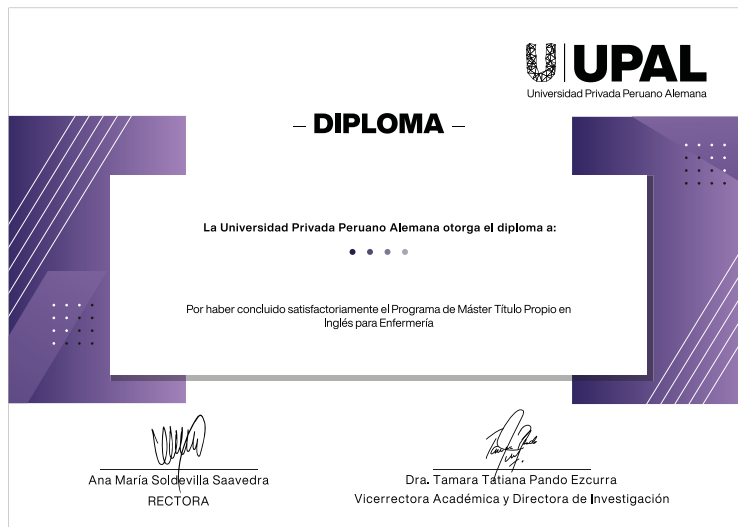 UPAL
Universidad Privada Peruano Alemana
– DIPLOMA –
La Universidad Privada Peruano Alemana otorga el diploma a:
Por haber concluido satisfactoriamente el Programa de Máster Título Propio en
Inglés para Enfermería
Ana María Soldevilla Saavedra
RECTORA
Dra. Tamara Tatiana Pando Ezcurra
Vicerrectora Académica y Directora de Investigación